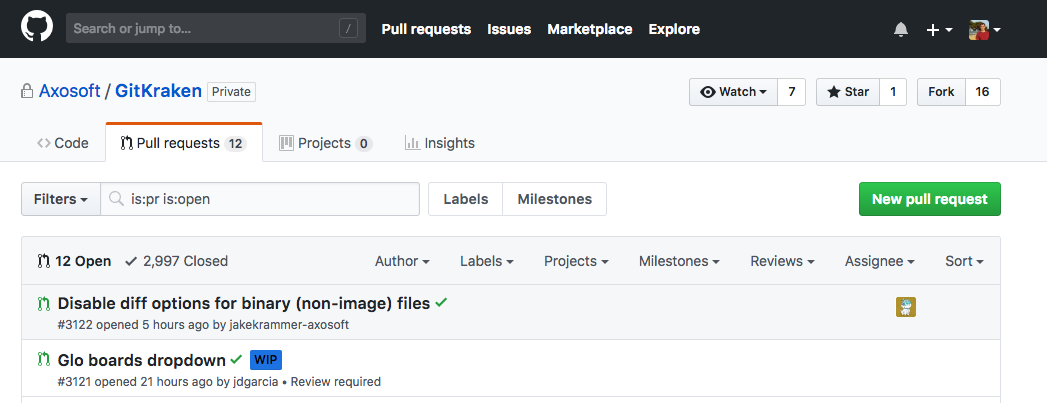 Search or jump to... / Pull requests Issues Marketplace Explore
Axosoft / GitKraken Private Watch 7 Star 1 Fork 16
Code Pull requests 12 Projects 0 Insights
Filters is:pr is:open Labels Milestones New pull request
12 Open 2,997 Closed Author Labels Projects Milestones Reviews Assignee Sort
Disable diff options for binary (non-image) files
#3122 opened 5 hours ago by jakekrammer-axosoft
Glo boards dropdown WIP
#3121 opened 21 hours ago by jdgarcia • Review required